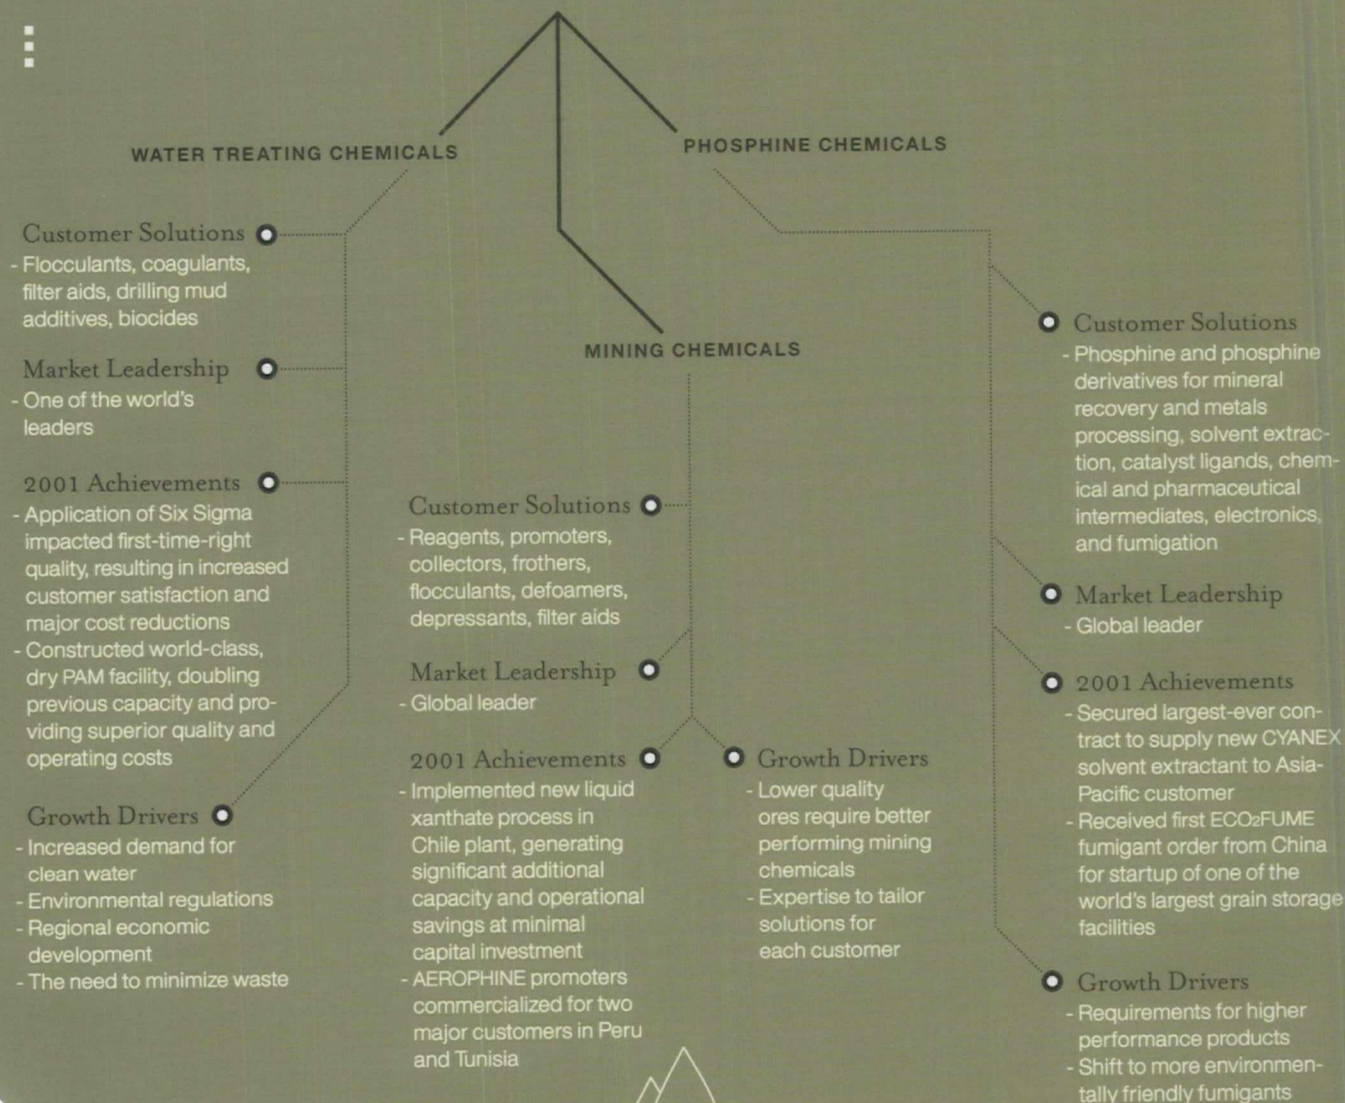 WATER TREATING CHEMICALS
Customer Solutions
- Flocculants, coagulants,
filter aids, drilling mud
additives, biocides
Market Leadership
- One of the world's
leaders
2001 Achievements
- Application of Six Sigma
impacted first-time-right
quality, resulting in increased
customer satisfaction and
major cost reductions
- Constructed world-class,
dry PAM facility, doubling
previous capacity and pro-
viding superior quality and
operating costs
Growth Drivers
- Increased demand for
clean water
- Environmental regulations
- Regional economic
development
- The need to minimize waste
MINING CHEMICALS
Customer Solutions
- Reagents, promoters,
collectors, frothers,
flocculants, defoamers,
depressants, filter aids
Market Leadership
- Global leader
2001 Achievements
- Implemented new liquid
xanthate process in
Chile plant, generating
significant additional
capacity and operational
savings at minimal
capital investment
- AEROPHINE promoters
commercialized for two
major customers in Peru
and Tunisia
Growth Drivers
- Lower quality
ores require better
performing mining
chemicals
- Expertise to tailor
solutions for
each customer
PHOSPHINE CHEMICALS
Customer Solutions
- Phosphine and phosphine
derivatives for mineral
recovery and metals
processing, solvent extrac-
tion, catalyst ligands, chem-
ical and pharmaceutical
intermediates, electronics,
and fumigation
Market Leadership
- Global leader
2001 Achievements
- Secured largest-ever con-
tract to supply new CYANEX
solvent extractant to Asia-
Pacific customer
- Received first ECO₂FUME
fumigant order from China
for startup of one of the
world's largest grain storage
facilities
Growth Drivers
- Requirements for higher
performance products
- Shift to more environmen-
tally friendly fumigants